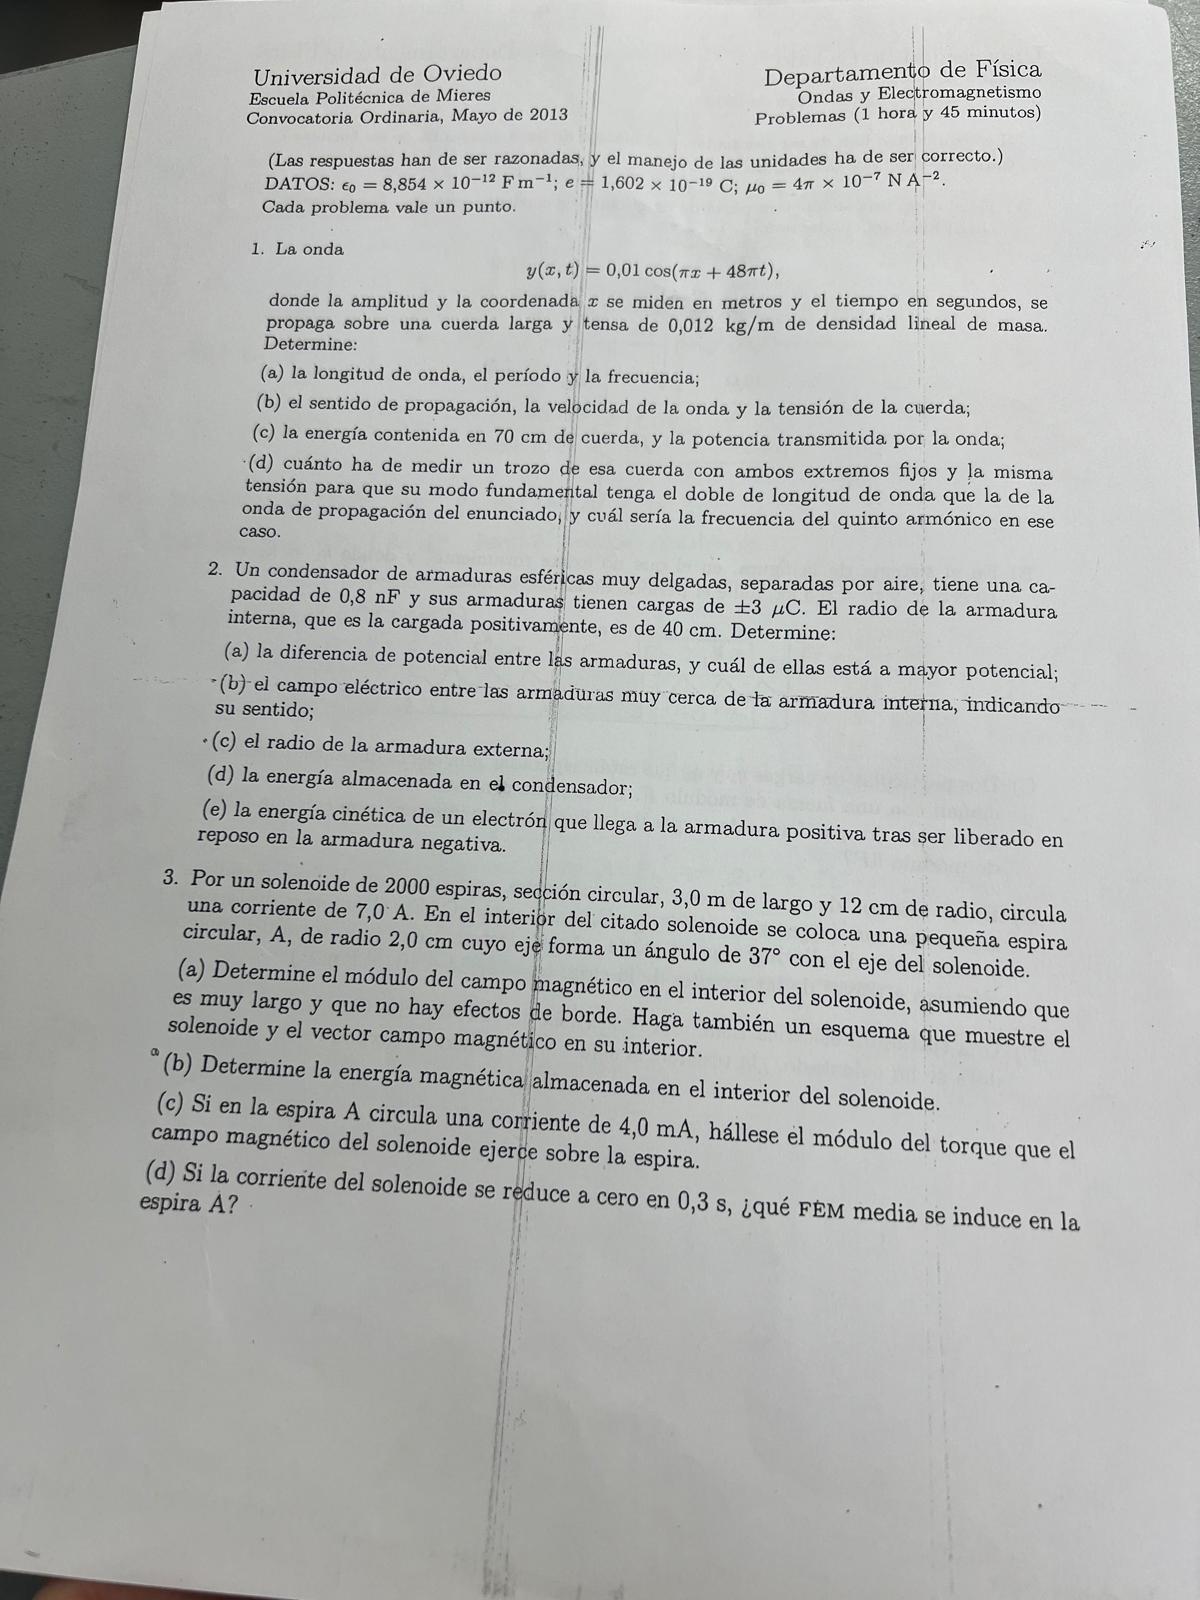 Universidad de Oviedo
Escuela Politécnica de Mieres
Convocatoria Ordinaria, Mayo de 2013
Departamento de Física
Ondas y Electromagnetismo
Problemas (1 hora y 45 minutos)
(Las respuestas han de ser razonadas, y el manejo de las unidades ha de ser correcto.)
DATOS: ϵ₀ = 8,854 × 10⁻¹² F m⁻¹; e = 1,602 × 10⁻¹⁹ C; μ₀ = 4π × 10⁻⁷ N A⁻².
Cada problema vale un punto.
1. La onda
y(x, t) = 0,01 cos(πx + 48πt),
donde la amplitud y la coordenada x se miden en metros y el tiempo en segundos, se
propaga sobre una cuerda larga y tensa de 0,012 kg/m de densidad lineal de masa.
Determine:
(a) la longitud de onda, el período y la frecuencia;
(b) el sentido de propagación, la velocidad de la onda y la tensión de la cuerda;
(c) la energía contenida en 70 cm de cuerda, y la potencia transmitida por la onda;
(d) cuánto ha de medir un trozo de esa cuerda con ambos extremos fijos y la misma
tensión para que su modo fundamental tenga el doble de longitud de onda que la de la
onda de propagación del enunciado, y cuál sería la frecuencia del quinto armónico en ese
caso.
2. Un condensador de armaduras esféricas muy delgadas, separadas por aire, tiene una ca-
pacidad de 0,8 nF y sus armaduras tienen cargas de ±3 μC. El radio de la armadura
interna, que es la cargada positivamente, es de 40 cm. Determine:
(a) la diferencia de potencial entre las armaduras, y cuál de ellas está a mayor potencial;
(b) el campo eléctrico entre las armaduras muy cerca de la armadura interna, indicando
su sentido;
(c) el radio de la armadura externa;
(d) la energía almacenada en el condensador;
(e) la energía cinética de un electrón que llega a la armadura positiva tras ser liberado en
reposo en la armadura negativa.
3. Por un solenoide de 2000 espiras, sección circular, 3,0 m de largo y 12 cm de radio, circula
una corriente de 7,0 A. En el interior del citado solenoide se coloca una pequeña espira
circular, A, de radio 2,0 cm cuyo eje forma un ángulo de 37° con el eje del solenoide.
(a) Determine el módulo del campo magnético en el interior del solenoide, asumiendo que
es muy largo y que no hay efectos de borde. Haga también un esquema que muestre el
solenoide y el vector campo magnético en su interior.
(b) Determine la energía magnética almacenada en el interior del solenoide.
(c) Si en la espira A circula una corriente de 4,0 mA, hállese el módulo del torque que el
campo magnético del solenoide ejerce sobre la espira.
(d) Si la corriente del solenoide se reduce a cero en 0,3 s, ¿qué FEM media se induce en la
espira A?